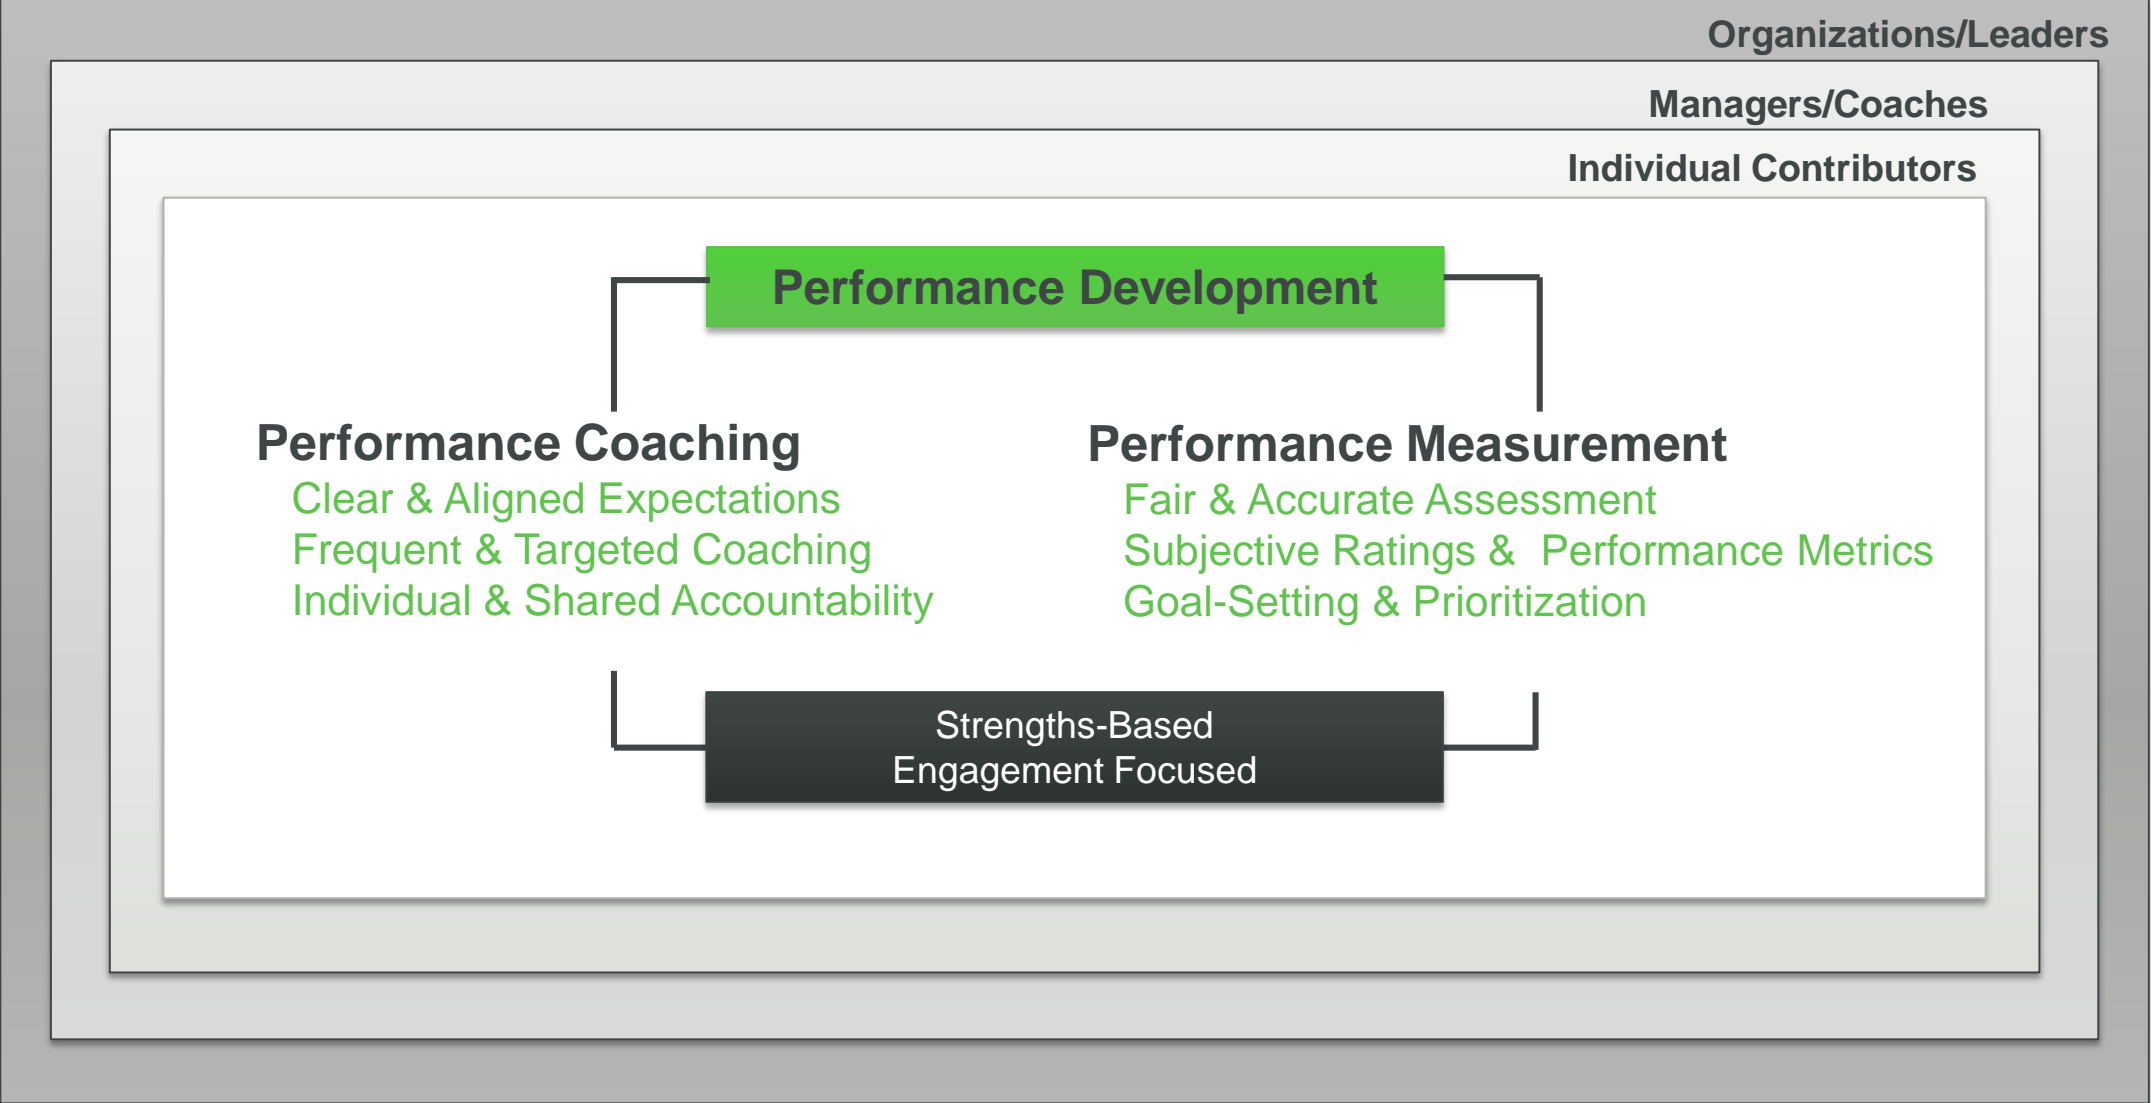 Organizations/Leaders
Managers/Coaches
Individual Contributors
Performance Development
Performance Coaching
Clear & Aligned Expectations
Frequent & Targeted Coaching
Individual & Shared Accountability
Performance Measurement
Fair & Accurate Assessment
Subjective Ratings &  Performance Metrics
Goal-Setting & Prioritization
Strengths-Based
Engagement Focused